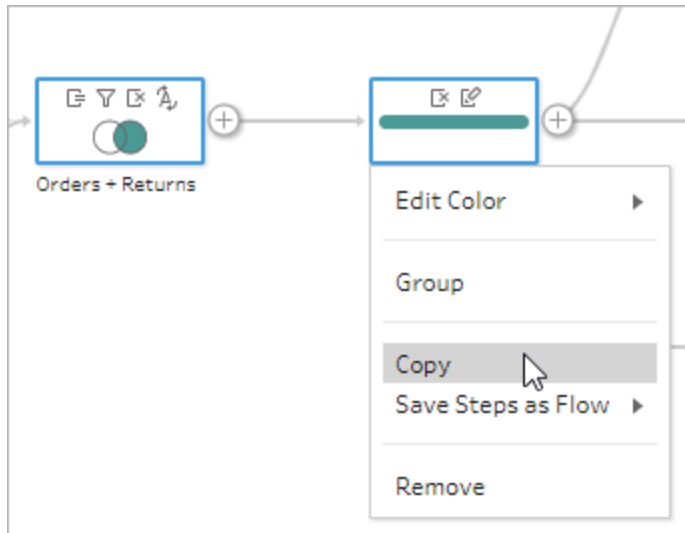 Orders + Returns
Edit Color
Group
Copy
Save Steps as Flow
Remove